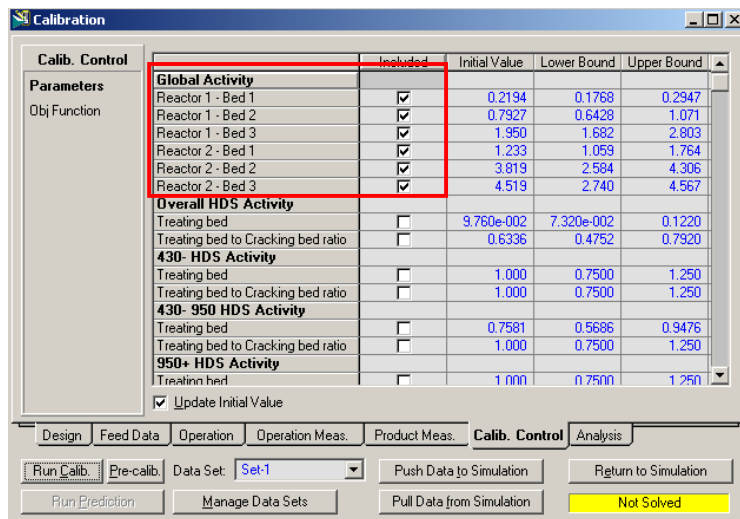 Calibration
Calib. Control
Parameters
Obj Function
Included Initial Value Lower Bound Upper Bound
Global Activity
Reactor 1 - Bed 1 0.2194 0.1768 0.2947
Reactor 1 - Bed 2 0.7927 0.6428 1.071
Reactor 1 - Bed 3 1.950 1.682 2.803
Reactor 2 - Bed 1 1.233 1.059 1.764
Reactor 2 - Bed 2 3.819 2.584 4.306
Reactor 2 - Bed 3 4.519 2.740 4.567
Overall HDS Activity
Treating bed 9.760e-002 7.320e-002 0.1220
Treating bed to Cracking bed ratio 0.6336 0.4752 0.7920
430- HDS Activity
Treating bed 1.000 0.7500 1.250
Treating bed to Cracking bed ratio 1.000 0.7500 1.250
430- 950 HDS Activity
Treating bed 0.7581 0.5686 0.9476
Treating bed to Cracking bed ratio 1.000 0.7500 1.250
950+ HDS Activity
Treating bed 1.000 0.7500 1.250
Update Initial Value
Design Feed Data Operation Operation Meas. Product Meas. Calib. Control Analysis
Run Calib. Pre-calib. Data Set: Set-1 Push Data to Simulation Return to Simulation
Run Prediction Manage Data Sets Pull Data from Simulation Not Solved